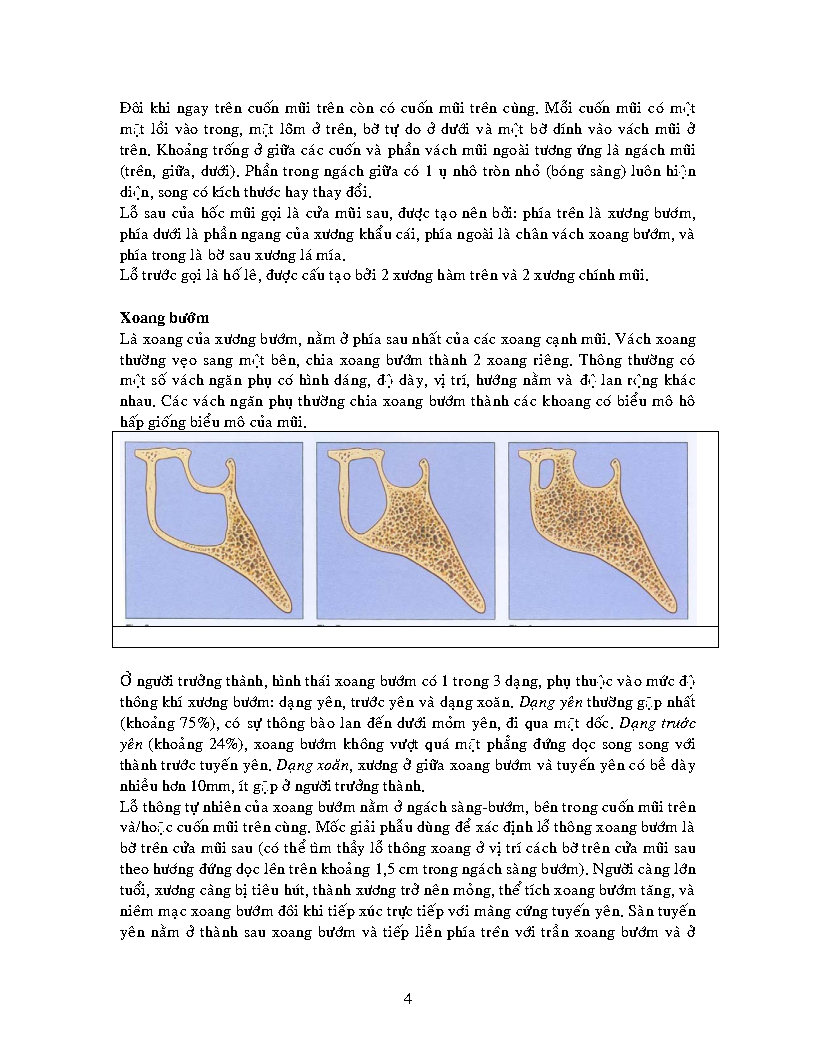 Đôi khi ngay trên cuốn mũi trên còn có cuốn mũi trên cùng. Mỗi cuốn mũi có một
mặt lồi vào trong, mặt lõm ở trên, bờ tự do ở dưới và một bờ dính vào vách mũi ở
trên. Khoảng trống ở giữa các cuốn và phần vách mũi ngoài tương ứng là ngách mũi
(trên, giữa, dưới). Phần trong ngách giữa có 1 ụ nhô tròn nhỏ (bóng sàng) luôn hiện
diện, song có kích thước hay thay đổi.
Lỗ sau của hốc mũi gọi là cửa mũi sau, được tạo nên bởi: phía trên là xương bướm,
phía dưới là phần ngang của xương khẩu cái, phía ngoài là chân vách xoang bướm, và
phía trong là bờ sau xương lá mía.
Lỗ trước gọi là hố lê, được cấu tạo bởi 2 xương hàm trên và 2 xương chính mũi.
Xoang bướm
Là xoang của xương bướm, nằm ở phía sau nhất của các xoang cạnh mũi. Vách xoang
thường vẹo sang một bên, chia xoang bướm thành 2 xoang riêng. Thông thường có
một số vách ngăn phụ có hình dáng, độ dày, vị trí, hướng nằm và độ lan rộng khác
nhau. Các vách ngăn phụ thường chia xoang bướm thành các khoang có biểu mô hô
hấp giống biểu mô của mũi.
Ở người trưởng thành, hình thái xoang bướm có 1 trong 3 dạng, phụ thuộc vào mức độ
thông khí xương bướm: dạng yên, trước yên và dạng xoăn. Dạng yên thường gặp nhất
(khoảng 75%), có sự thông bào lan đến dưới mỏm yên, đi qua mặt dốc. Dạng trước
yên (khoảng 24%), xoang bướm không vượt quá mặt phẳng đứng dọc song song với
thành trước tuyến yên. Dạng xoăn, xương ở giữa xoang bướm và tuyến yên có bề dày
nhiều hơn 10mm, ít gặp ở người trưởng thành.
Lỗ thông tự nhiên của xoang bướm nằm ở ngách sàng-bướm, bên trong cuốn mũi trên
và/hoặc cuốn mũi trên cùng. Mốc giải phẫu dùng để xác định lỗ thông xoang bướm là
bờ trên cửa mũi sau (có thể tìm thấy lỗ thông xoang ở vị trí cách bờ trên cửa mũi sau
theo hướng đứng dọc lên trên khoảng 1,5 cm trong ngách sàng bướm). Người càng lớn
tuổi, xương càng bị tiêu hút, thành xương trở nên mỏng, thể tích xoang bướm tăng, và
niêm mạc xoang bướm đôi khi tiếp xúc trực tiếp với màng cứng tuyến yên. Sàn tuyến
yên nằm ở thành sau xoang bướm và tiếp liền phía trên với trần xoang bướm và ở
4